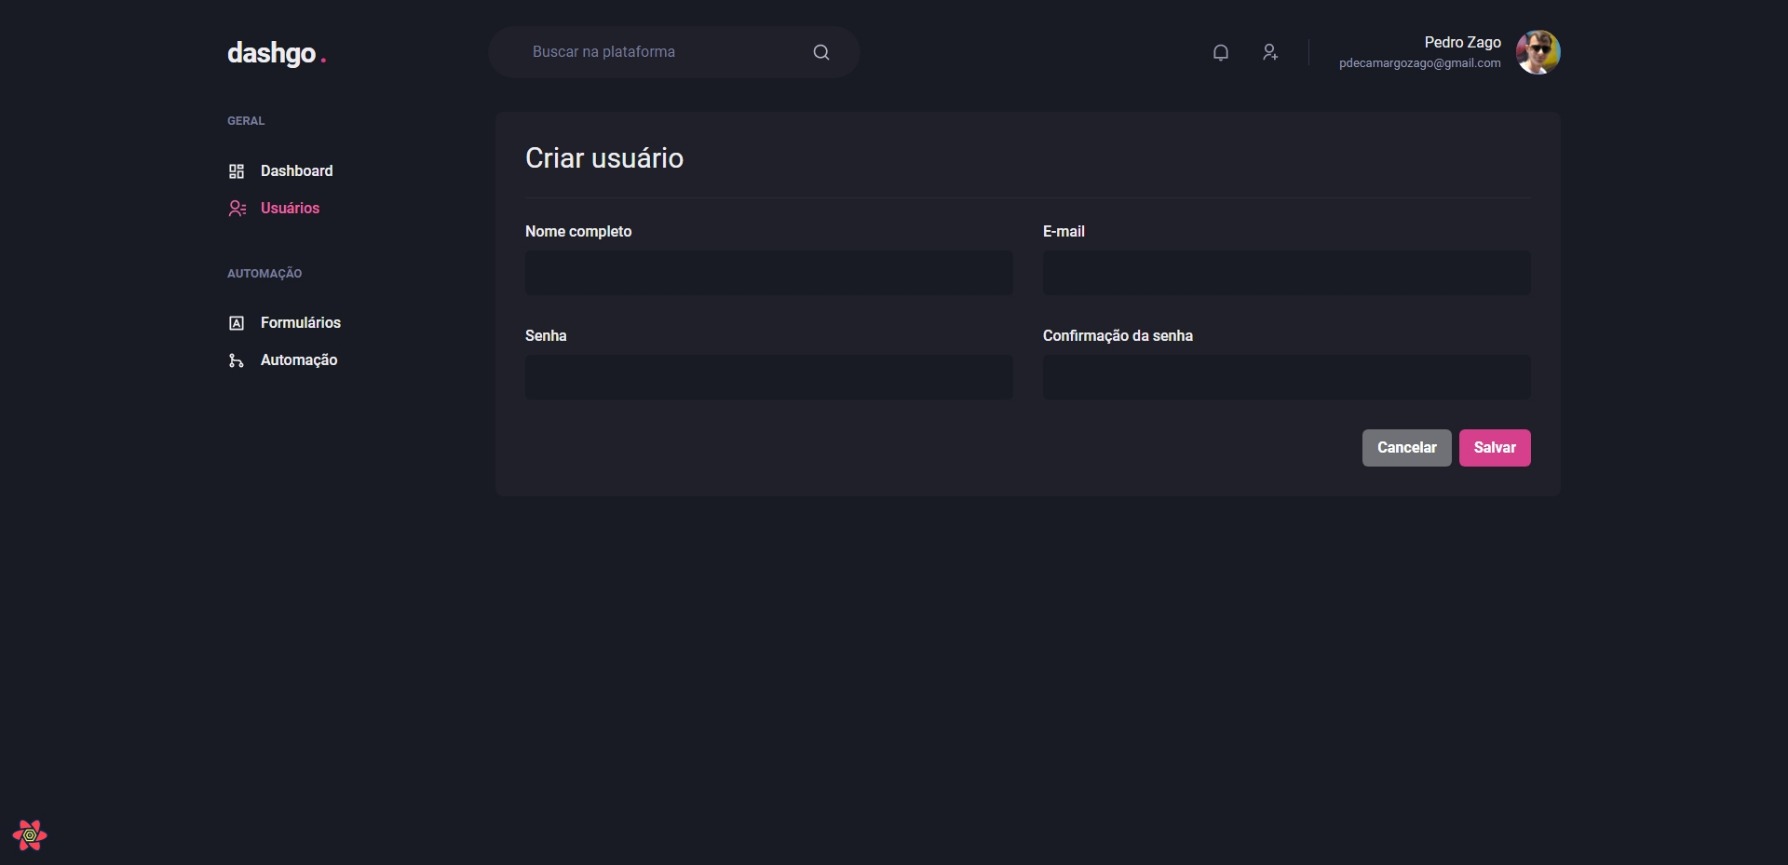 dashgo.
Buscar na plataforma
Pedro Zago
pdecamargozago@gmail.com
GERAL
Dashboard
Usuários
AUTOMAÇÃO
Formulários
Automação
Criar usuário
Nome completo
E-mail
Senha
Confirmação da senha
Cancelar
Salvar